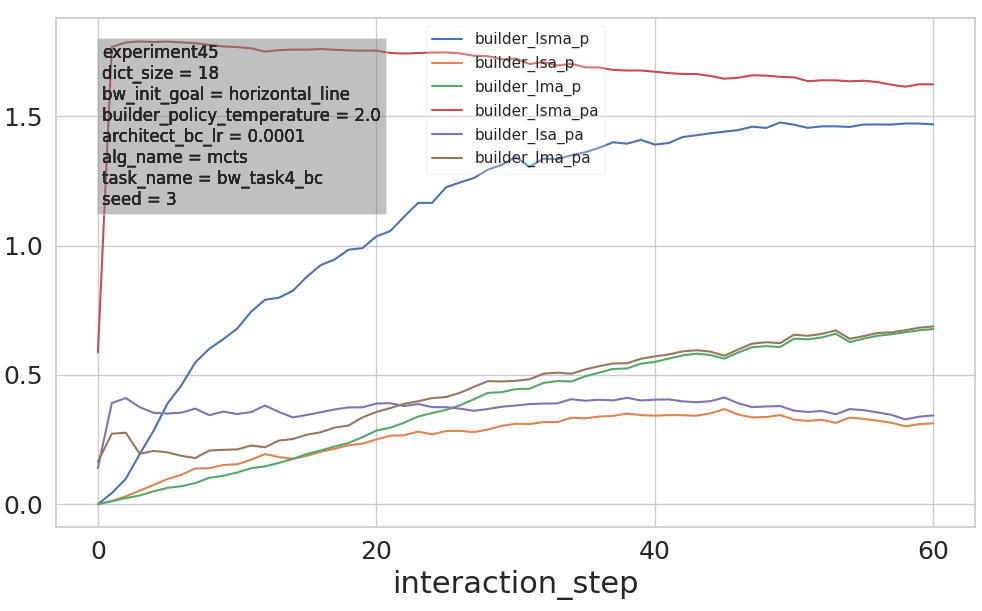 experiment45
dict_size = 18
bw_init_goal = horizontal_line
builder_policy_temperature = 2.0
architect_bc_lr = 0.0001
alg_name = mcts
task_name = bw_task4_bc
seed = 3
builder_lsma_p
builder_lsa_p
builder_lma_p
builder_lsma_pa
builder_lsa_pa
builder_lma_pa
1.5
1.0
0.5
0.0
0 20 40 60
interaction_step